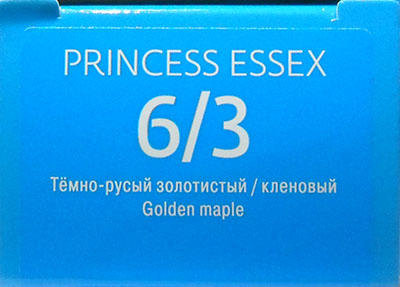 PRINCESS ESSEX
6/3
Тёмно-русый золотистый / кленовый
Golden maple